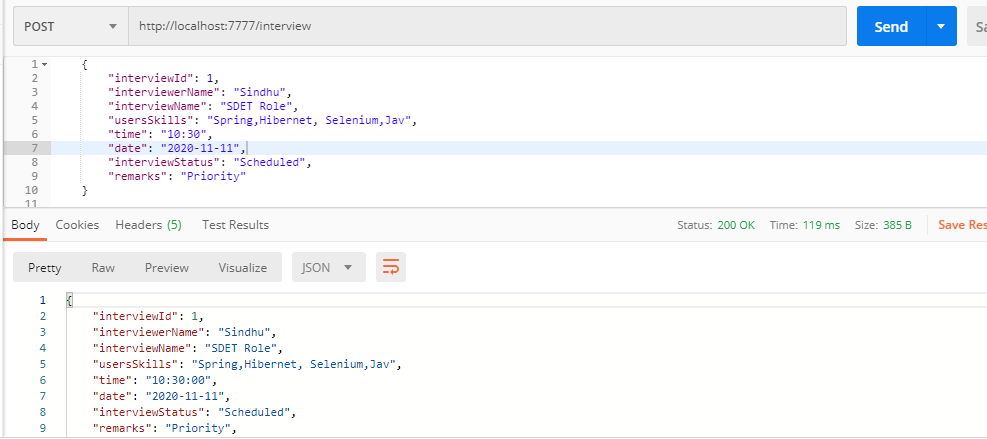 POST http://localhost:7777/interview Send Sa
1 {
2 "interviewId": 1,
3 "interviewerName": "Sindhu",
4 "interviewName": "SDET Role",
5 "usersSkills": "Spring,Hibernet, Selenium,Jav",
6 "time": "10:30",
7 "date": "2020-11-11",
8 "interviewStatus": "Scheduled",
9 "remarks": "Priority"
10 }
11
Body Cookies Headers (5) Test Results Status: 200 OK Time: 119 ms Size: 385 B Save Res
Pretty Raw Preview Visualize JSON
1 {
2 "interviewId": 1,
3 "interviewerName": "Sindhu",
4 "interviewName": "SDET Role",
5 "usersSkills": "Spring,Hibernet, Selenium,Jav",
6 "time": "10:30:00",
7 "date": "2020-11-11",
8 "interviewStatus": "Scheduled",
9 "remarks": "Priority",